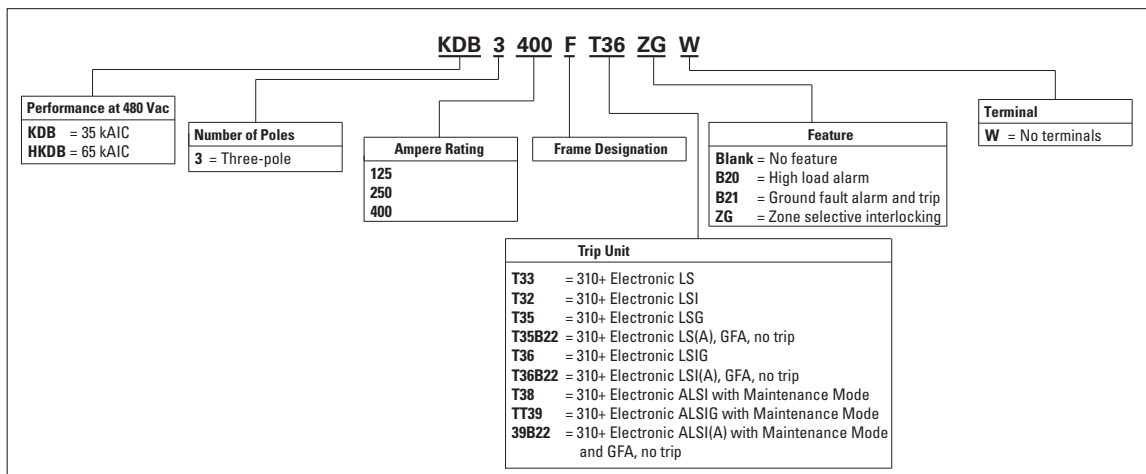 KDB 3 400 F T36 ZG W
Performance at 480 Vac
KDB = 35 kAIC
HKDB = 65 kAIC
Number of Poles
3 = Three-pole
Ampere Rating
125
250
400
Frame Designation
Feature
Blank = No feature
B20 = High load alarm
B21 = Ground fault alarm and trip
ZG = Zone selective interlocking
Terminal
W = No terminals
Trip Unit
T33 = 310+ Electronic LS
T32 = 310+ Electronic LSI
T35 = 310+ Electronic LSG
T35B22 = 310+ Electronic LS(A), GFA, no trip
T36 = 310+ Electronic LSIG
T36B22 = 310+ Electronic LSI(A), GFA, no trip
T38 = 310+ Electronic ALSI with Maintenance Mode
TT39 = 310+ Electronic ALSIG with Maintenance Mode
39B22 = 310+ Electronic ALSI(A) with Maintenance Mode
and GFA, no trip